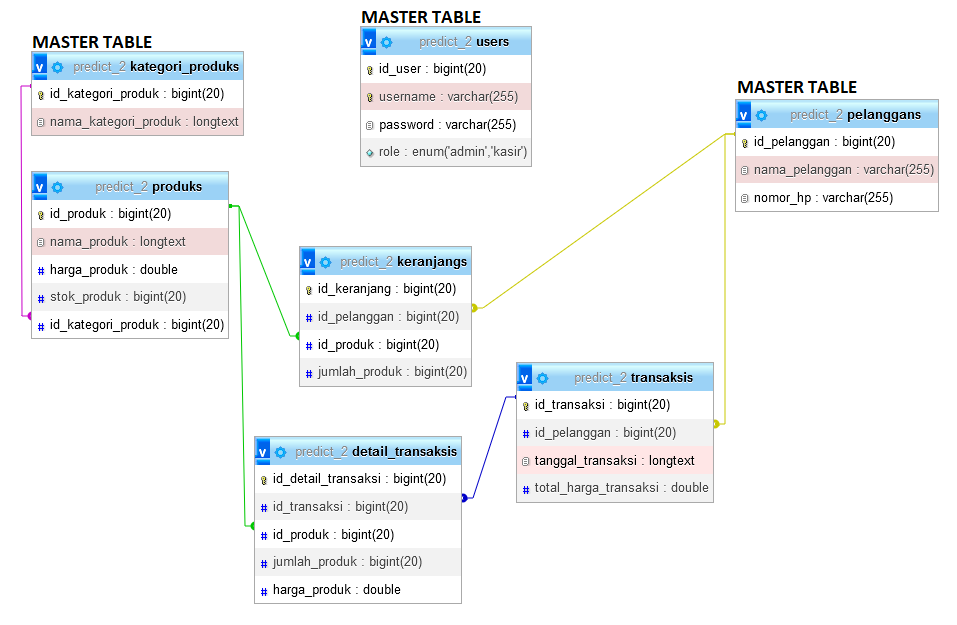 MASTER TABLE
v predict_2 users
id_user : bigint(20)
username : varchar(255)
password : varchar(255)
role : enum('admin','kasir')
MASTER TABLE
v predict_2 kategori_produks
id_kategori_produk : bigint(20)
nama_kategori_produk : longtext
MASTER TABLE
v predict_2 pelanggans
id_pelanggan : bigint(20)
nama_pelanggan : varchar(255)
nomor_hp : varchar(255)
v predict_2 produks
id_produk : bigint(20)
nama_produk : longtext
# harga_produk : double
# stok_produk : bigint(20)
# id_kategori_produk : bigint(20)
v predict_2 keranjangs
id_keranjang : bigint(20)
# id_pelanggan : bigint(20)
# id_produk : bigint(20)
# jumlah_produk : bigint(20)
v predict_2 transaksis
id_transaksi : bigint(20)
# id_pelanggan : bigint(20)
tanggal_transaksi : longtext
# total_harga_transaksi : double
v predict_2 detail_transaksis
id_detail_transaksi : bigint(20)
# id_transaksi : bigint(20)
# id_produk : bigint(20)
# jumlah_produk : bigint(20)
# harga_produk : double